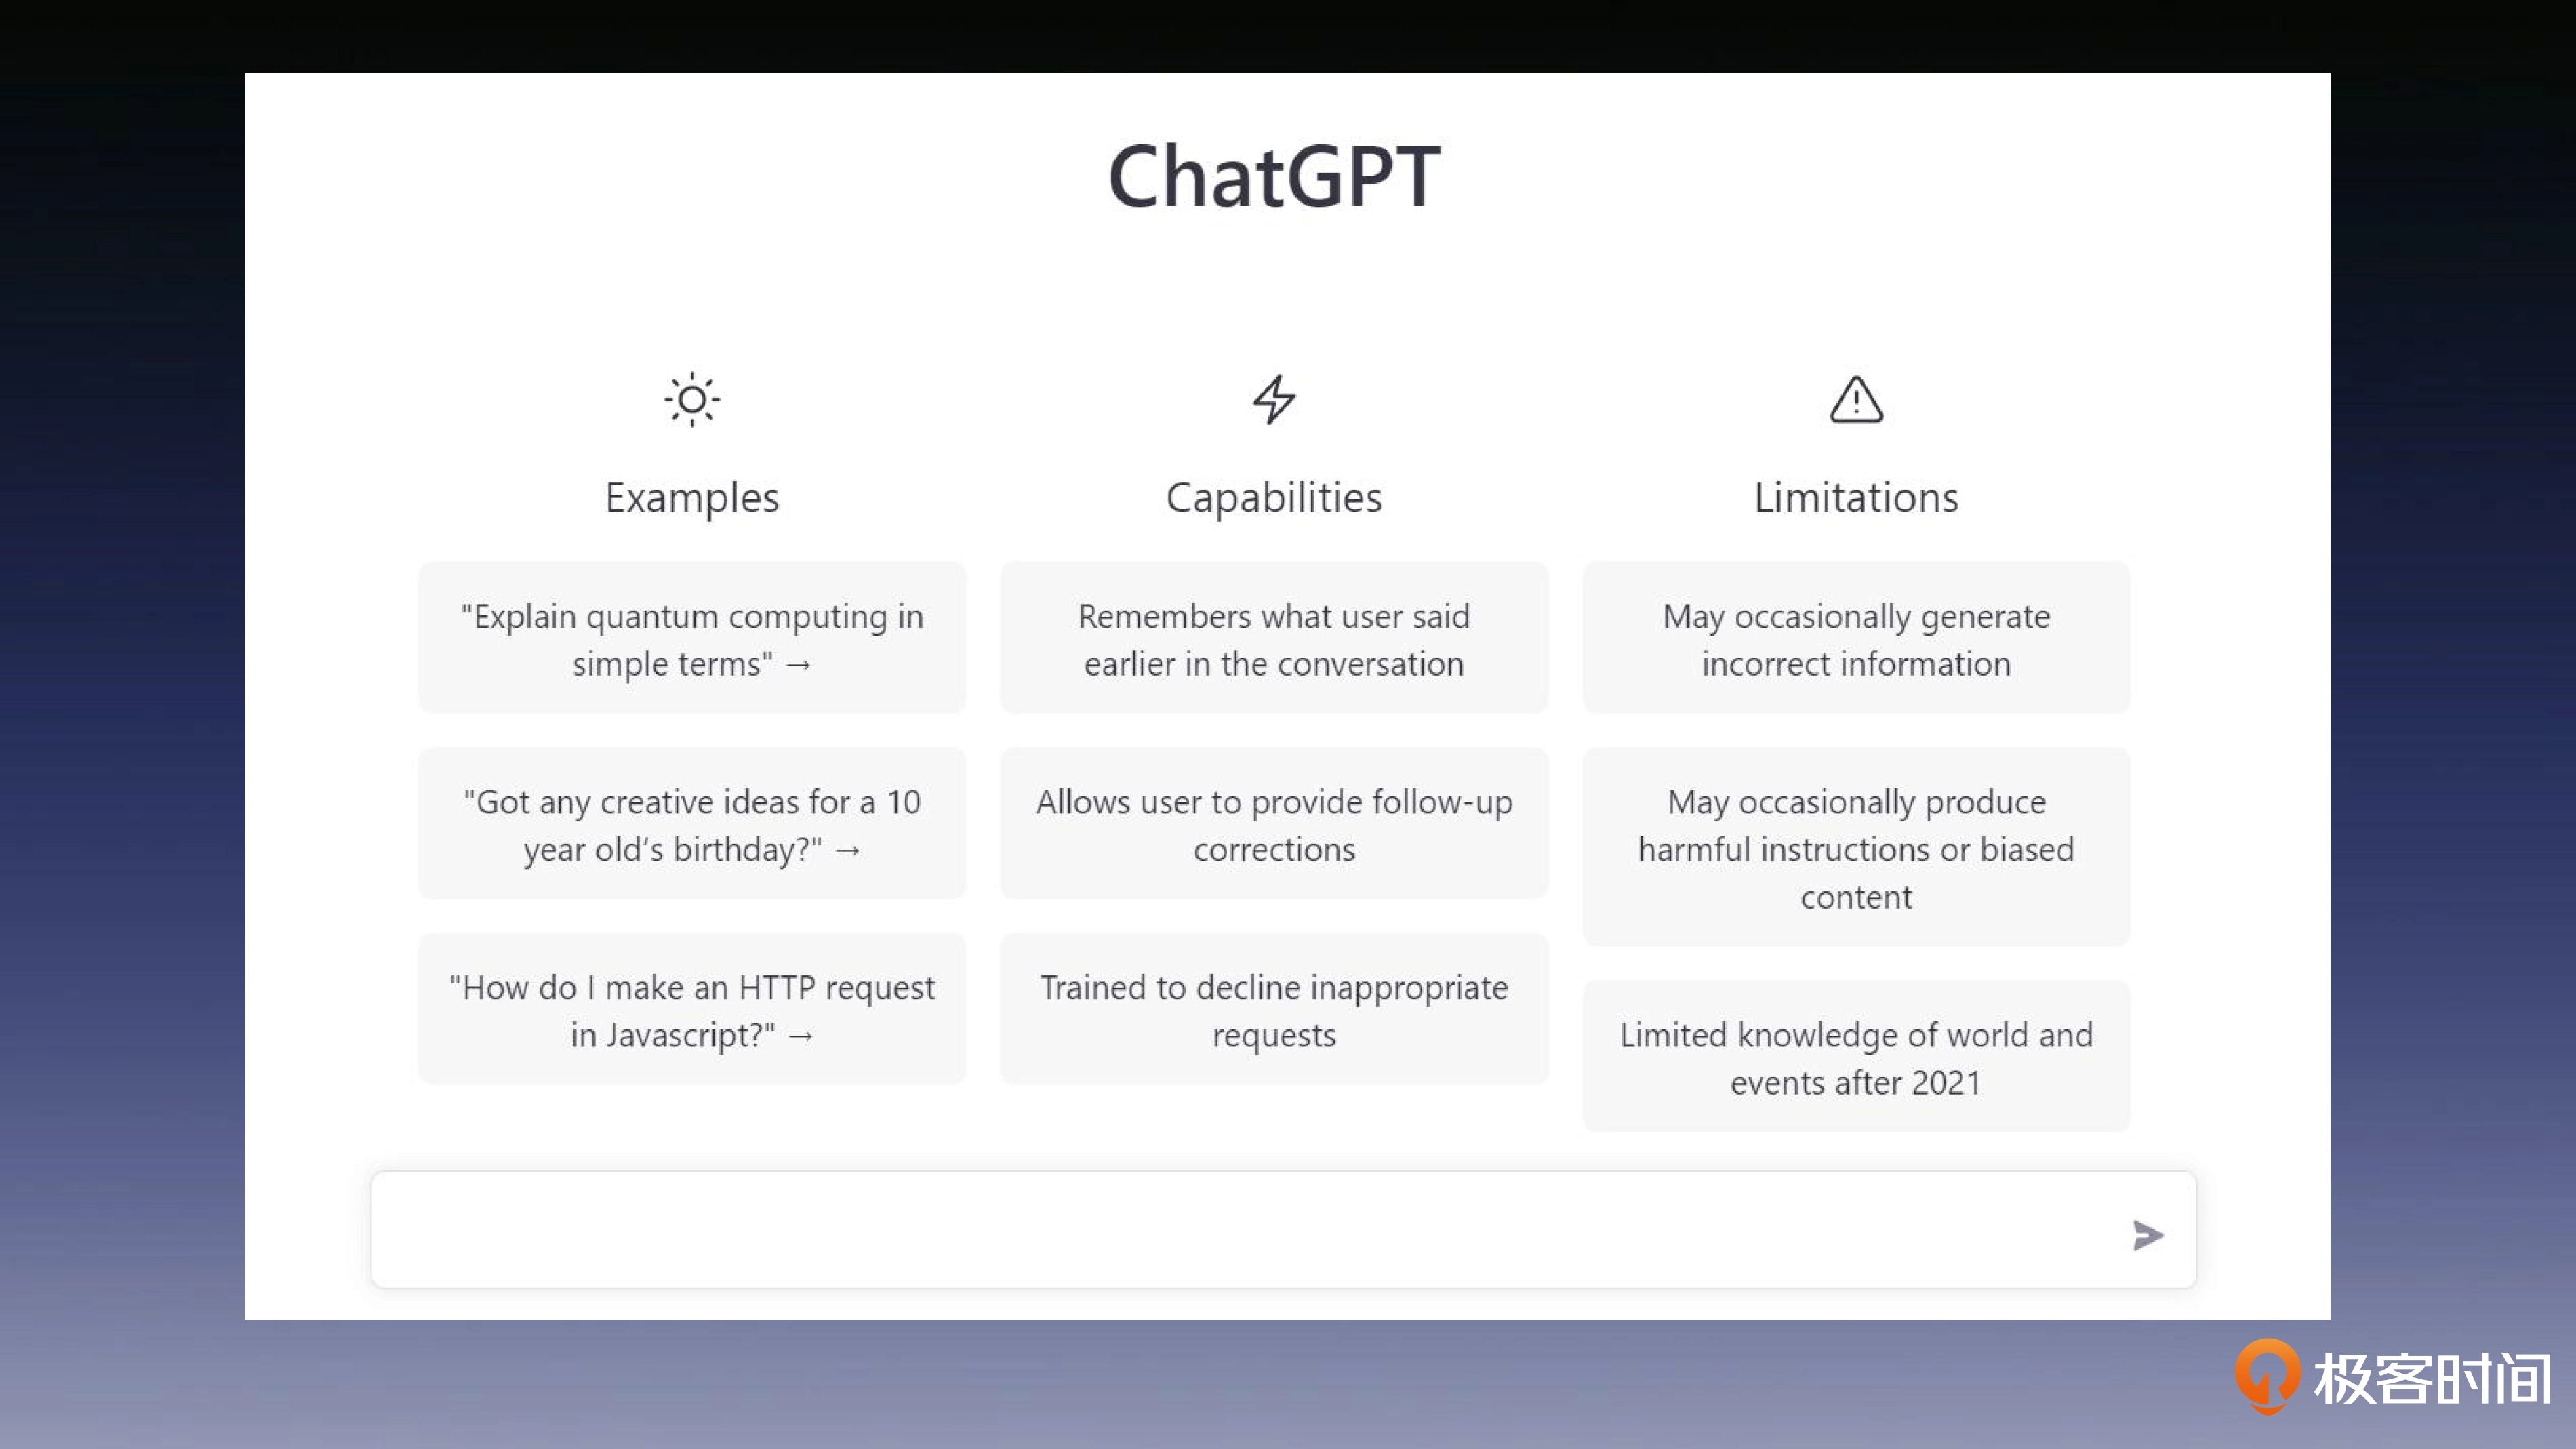 ChatGPT
Examples
"Explain quantum computing in
simple terms" →
"Got any creative ideas for a 10
year old’s birthday?" →
"How do I make an HTTP request
in Javascript?" →
Capabilities
Remembers what user said
earlier in the conversation
Allows user to provide follow-up
corrections
Trained to decline inappropriate
requests
Limitations
May occasionally generate
incorrect information
May occasionally produce
harmful instructions or biased
content
Limited knowledge of world and
events after 2021
极客时间